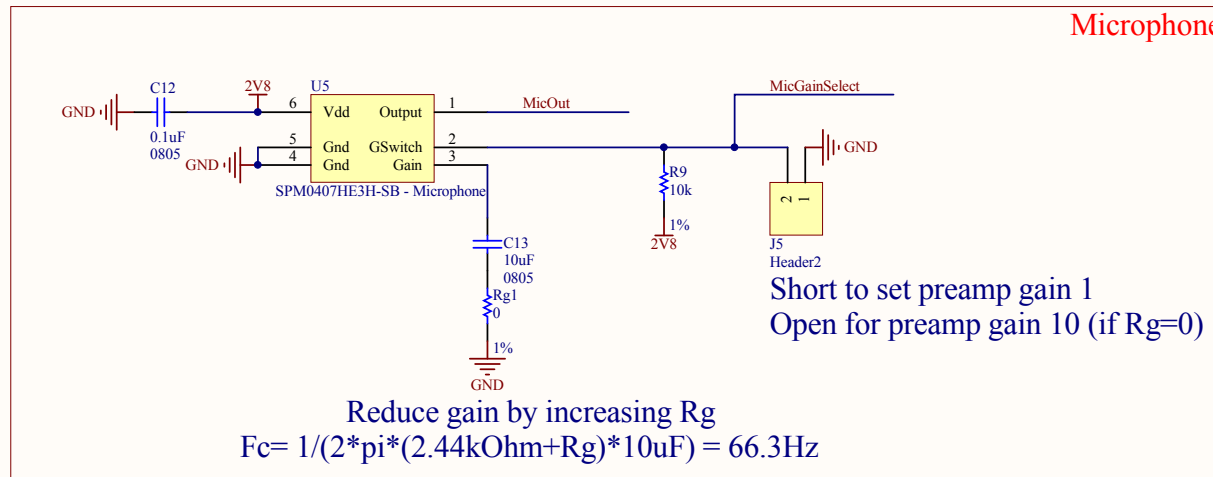 Microphone
C12
2V8
U5
MicGainSelect
GND
6
Vdd
Output
1
MicOut
0.1uF
0805
5
Gnd
GSwitch
2
GND
GND
4
Gnd
Gain
3
R9
10k
SPM0407HE3H-SB - Microphone
2
1
1%
2V8
C13
10uF
0805
J5
Header2
Rg1
0
Short to set preamp gain 1
Open for preamp gain 10 (if Rg=0)
1%
GND
Reduce gain by increasing Rg
Fc= 1/(2*pi*(2.44kOhm+Rg)*10uF) = 66.3Hz